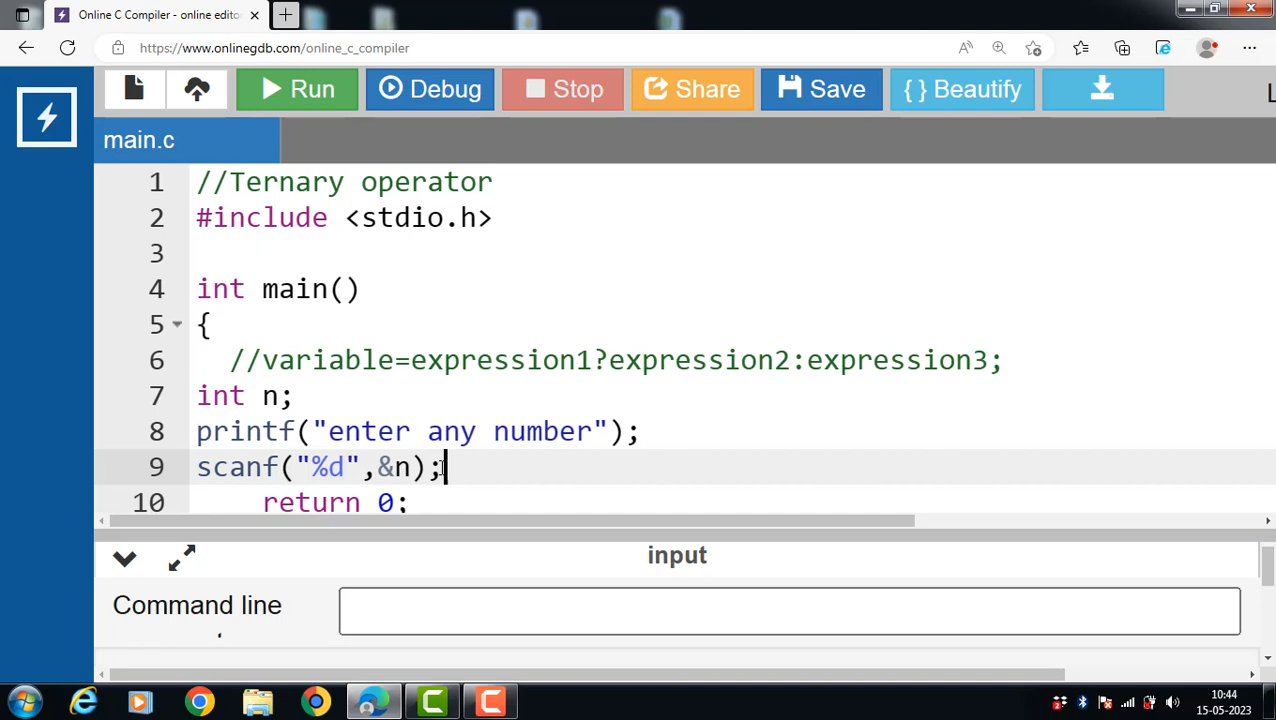 Online C Compiler - online edito
https://www.onlinegdb.com/online_c_compiler
Run
Debug
Stop
Share
Save
{ } Beautify
main.c
1 //Ternary operator
2 #include <stdio.h>
3
4 int main()
5 {
6 //variable=expression1?expression2:expression3;
7 int n;
8 printf("enter any number");
9 scanf("%d",&n);
10 return 0;
input
Command line
10:44
15-05-2023